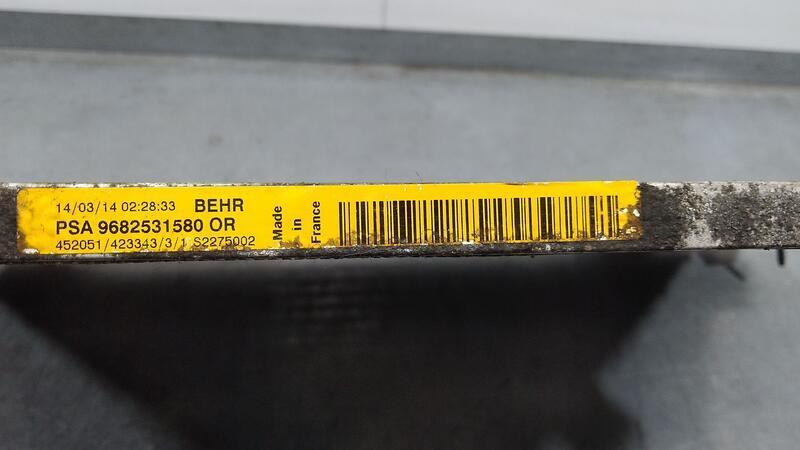 14/03/14 02:28:33 BEHR
PSA 9682531580 OR
452051/423343/3/1 S2275002
Made
in
France